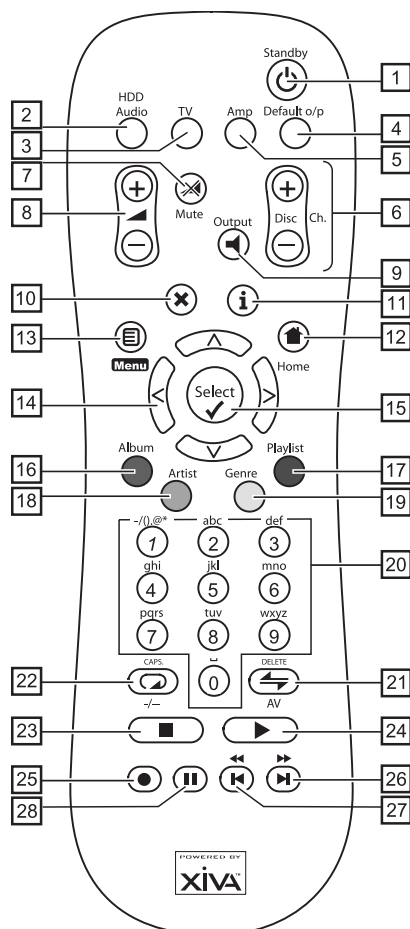 Standby
1
HDD
Audio
TV
Amp
Default o/p
2
3
4
5
7
8
Mute
Disc
Ch.
6
Output
9
10
i
11
13
Menu
Home
12
14
Select
15
Album
Artist
Genre
Playlist
16
18
17
19
-/(),@* abc def
1 2 3
ghi jkl mno
4 5 6
20
pqrs tuv wxyz
7 8 9
CAPS. DELETE
22
0
21
-/-- AV
23
24
25
28
26
27
POWERED BY
XiVA™